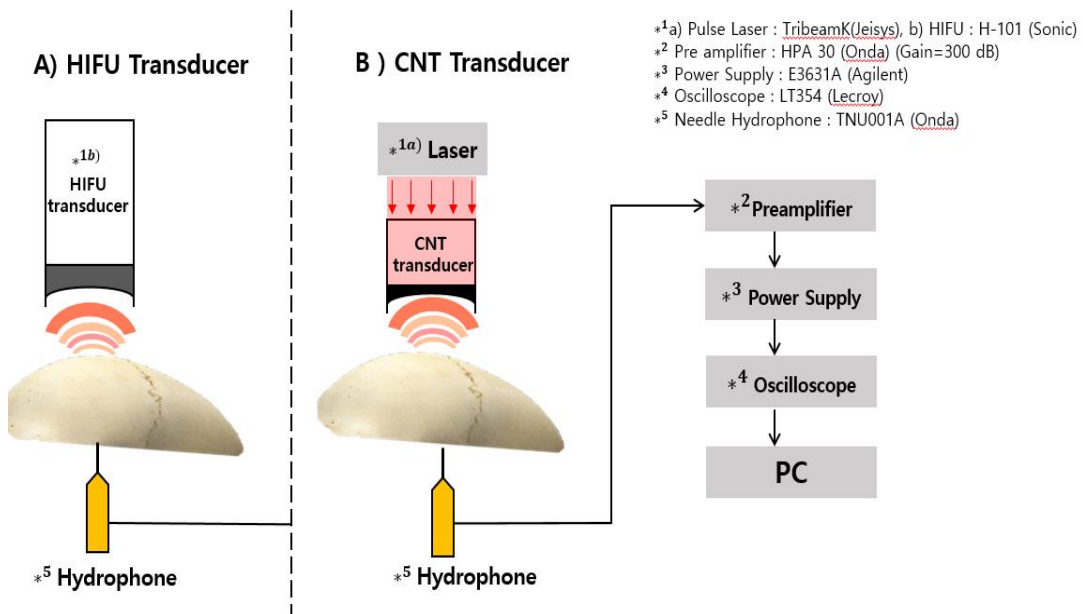 *1a) Pulse Laser : TribeamK(Jeisys), b) HIFU : H-101 (Sonic)
*2 Pre amplifier : HPA 30 (Onda) (Gain=300 dB)
*3 Power Supply : E3631A (Agilent)
*4 Oscilloscope : LT354 (Lecroy)
*5 Needle Hydrophone : TNU001A (Onda)
A) HIFU Transducer
*1b)
HIFU
transducer
*5 Hydrophone
B ) CNT Transducer
*1a) Laser
CNT
transducer
*5 Hydrophone
*2 Preamplifier
*3 Power Supply
*4 Oscilloscope
PC